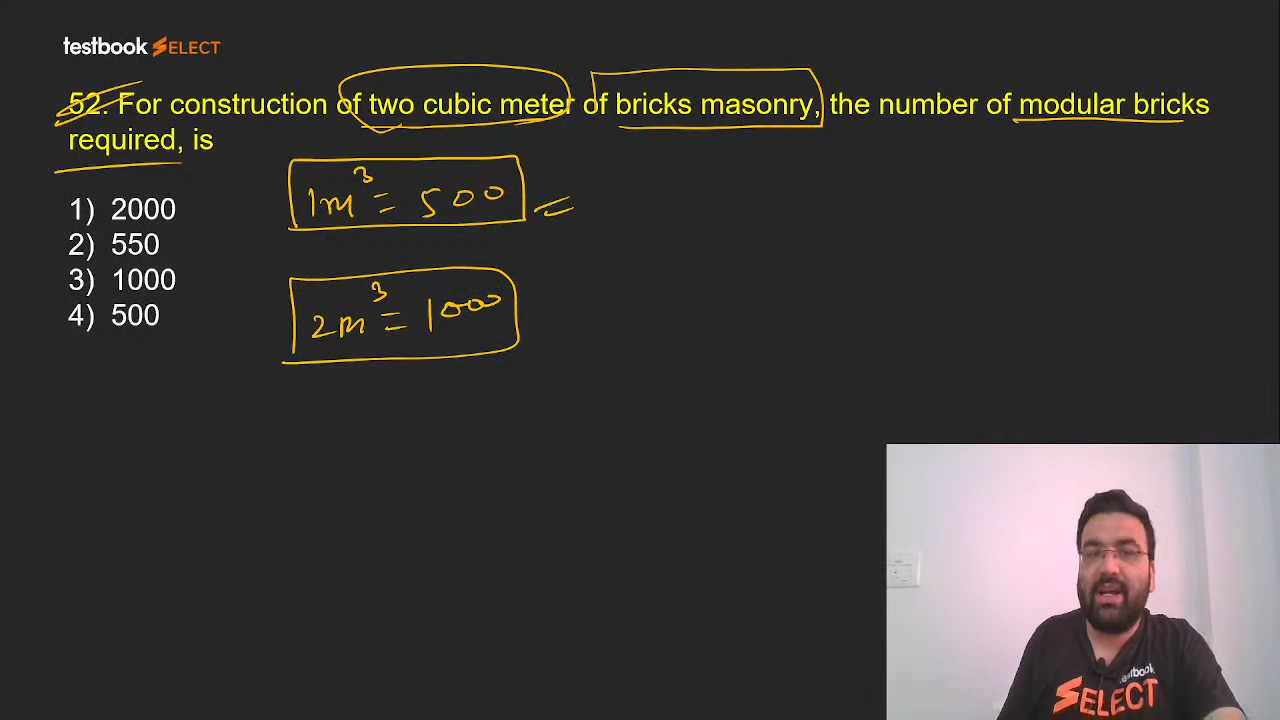 testbook SELECT
52. For construction of two cubic meter of bricks masonry, the number of modular bricks
required, is
1) 2000
2) 550
3) 1000
4) 500
1m³ = 500
2m³ = 1000
testbook
SELECT